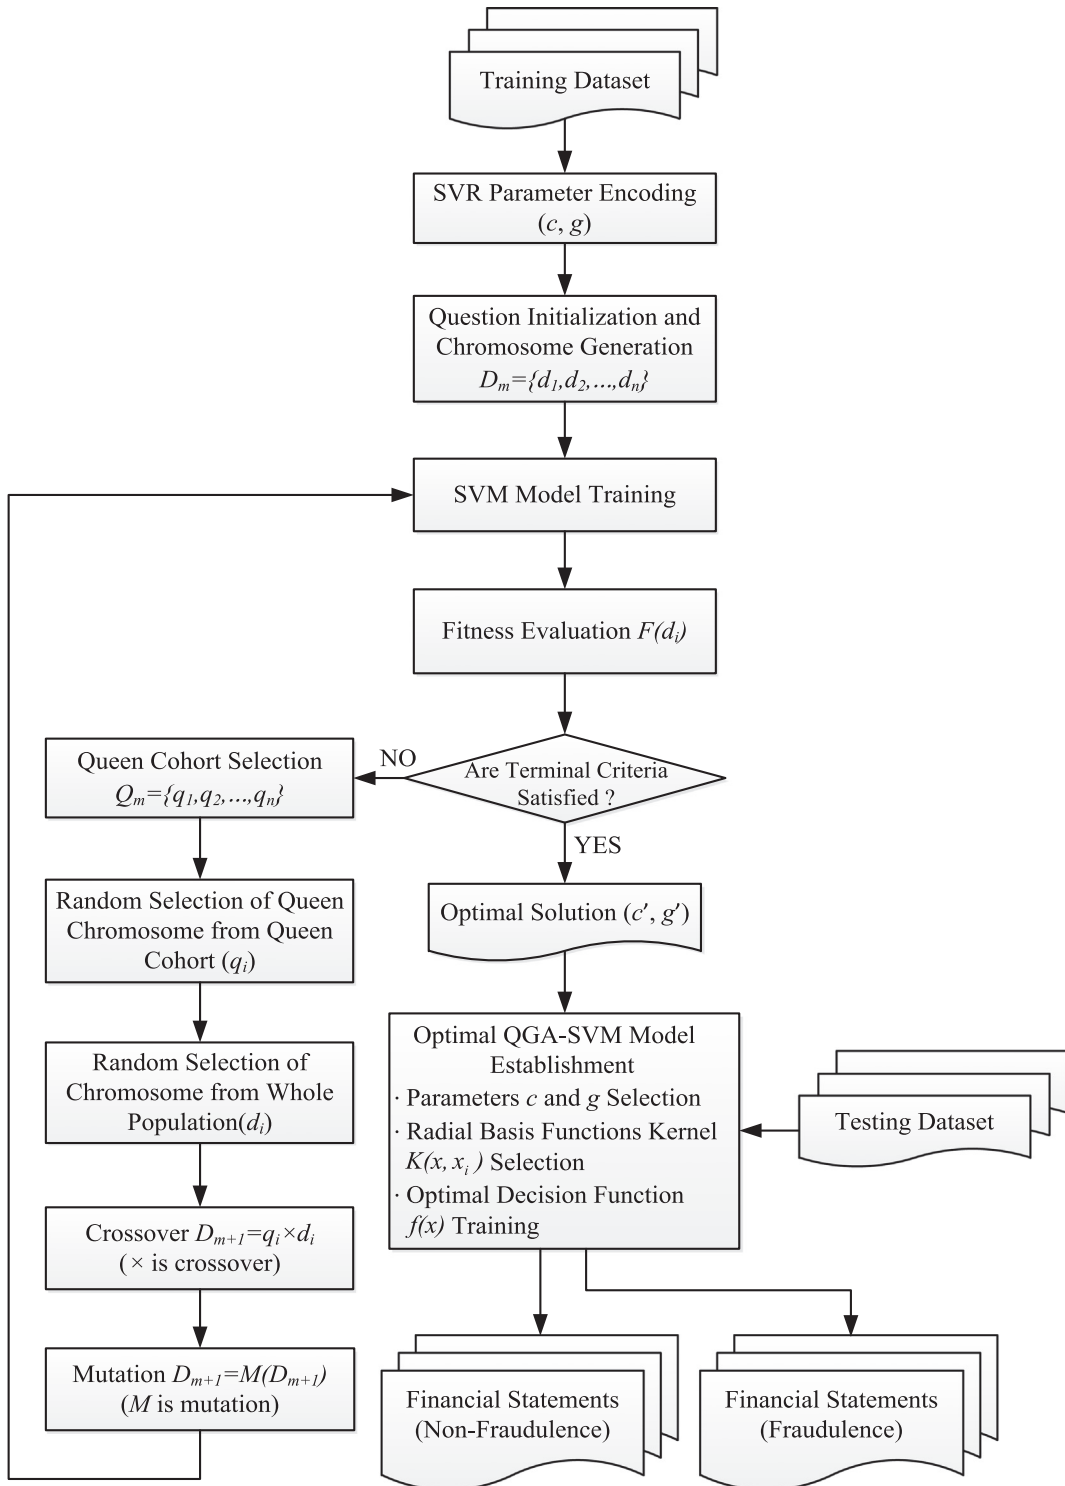 Training Dataset
SVR Parameter Encoding
(c, g)
Question Initialization and
Chromosome Generation
Dₘ={d₁,d₂,...,dₙ}
SVM Model Training
Fitness Evaluation F(dᵢ)
Are Terminal Criteria
Satisfied ?
NO
YES
Queen Cohort Selection
Qₘ={q₁,q₂,...,qₙ}
Random Selection of Queen
Chromosome from Queen
Cohort (qᵢ)
Random Selection of
Chromosome from Whole
Population(dᵢ)
Crossover Dₘ₊₁=qᵢ×dᵢ
(× is crossover)
Mutation Dₘ₊₁=M(Dₘ₊₁)
(M is mutation)
Optimal Solution (c′, g′)
Optimal QGA-SVM Model
Establishment
· Parameters c and g Selection
· Radial Basis Functions Kernel
K(x, xᵢ) Selection
· Optimal Decision Function
f(x) Training
Testing Dataset
Financial Statements
(Non-Fraudulence)
Financial Statements
(Fraudulence)